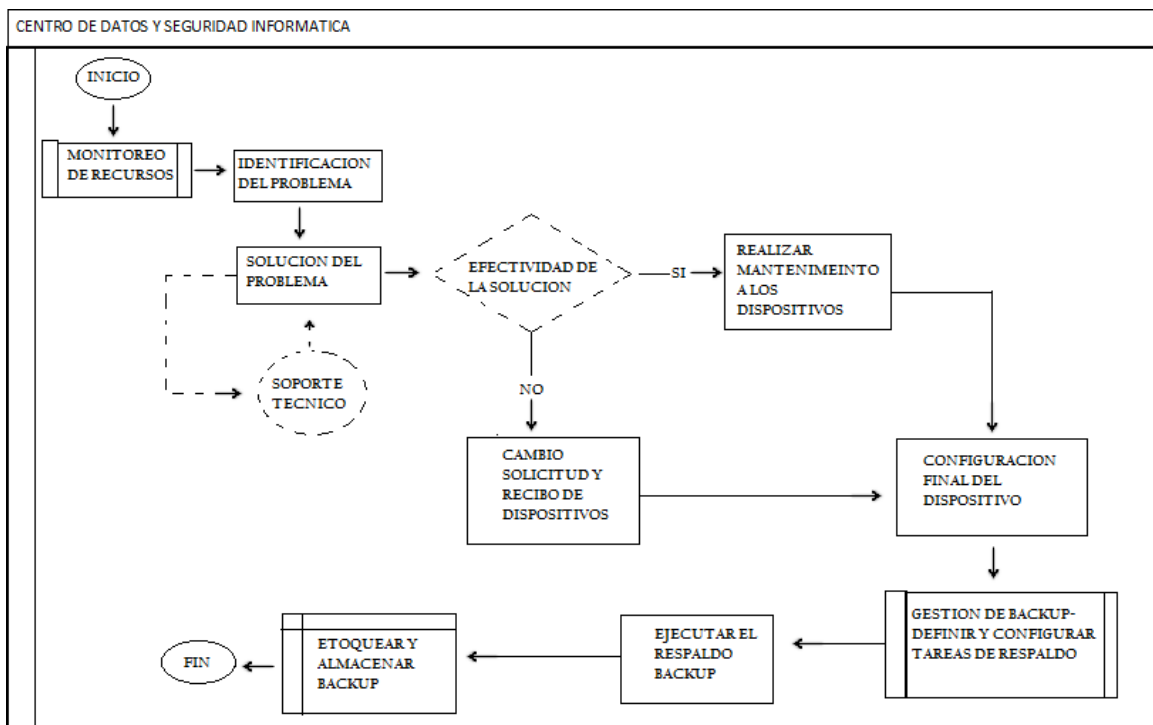 CENTRO DE DATOS Y SEGURIDAD INFORMATICA
INICIO
MONITOREO
DE RECURSOS
IDENTIFICACION
DEL PROBLEMA
SOLUCION DEL
PROBLEMA
SOPORTE
TECNICO
EFECTIVIDAD DE
LA SOLUCION
SI
NO
REALIZAR
MANTENIMEINTO
A LOS
DISPOSITIVOS
CAMBIO
SOLICITUD Y
RECIBO DE
DISPOSITIVOS
CONFIGURACION
FINAL DEL
DISPOSITIVO
GESTION DE BACKUP-
DEFINIR Y CONFIGURAR
TAREAS DE RESPALDO
EJECUTAR EL
RESPALDO
BACKUP
ETOQUEAR Y
ALMACENAR
BACKUP
FIN